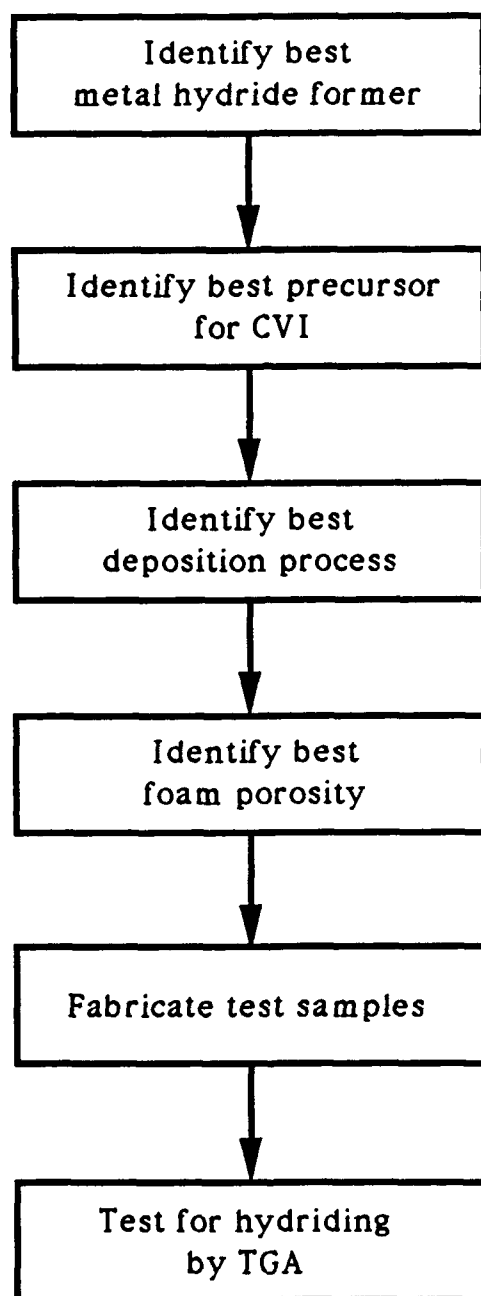 Identify best
metal hydride former
Identify best precursor
for CVI
Identify best
deposition process
Identify best
foam porosity
Fabricate test samples
Test for hydriding
by TGA